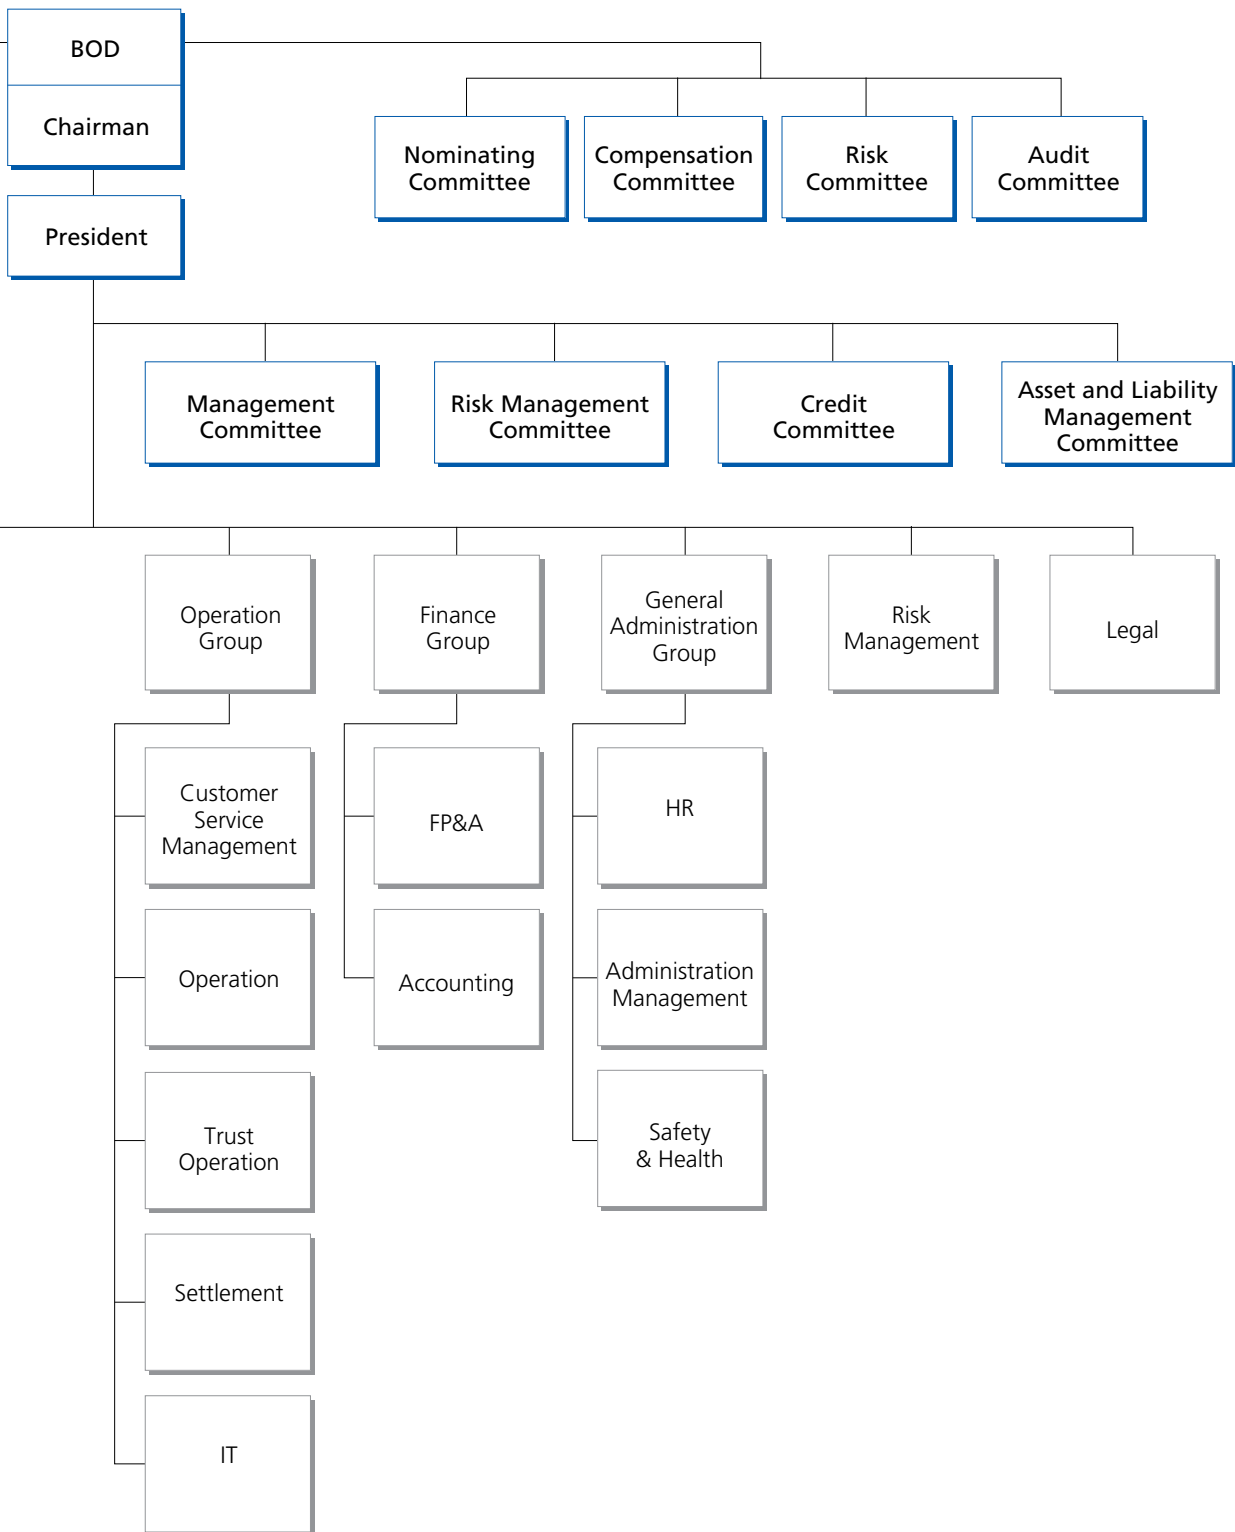 BOD
Chairman
President
Nominating
Committee
Compensation
Committee
Risk
Committee
Audit
Committee
Management
Committee
Risk Management
Committee
Credit
Committee
Asset and Liability
Management
Committee
Operation
Group
Finance
Group
General
Administration
Group
Risk
Management
Legal
Customer
Service
Management
Operation
Trust
Operation
Settlement
IT
FP&A
Accounting
HR
Administration
Management
Safety
& Health